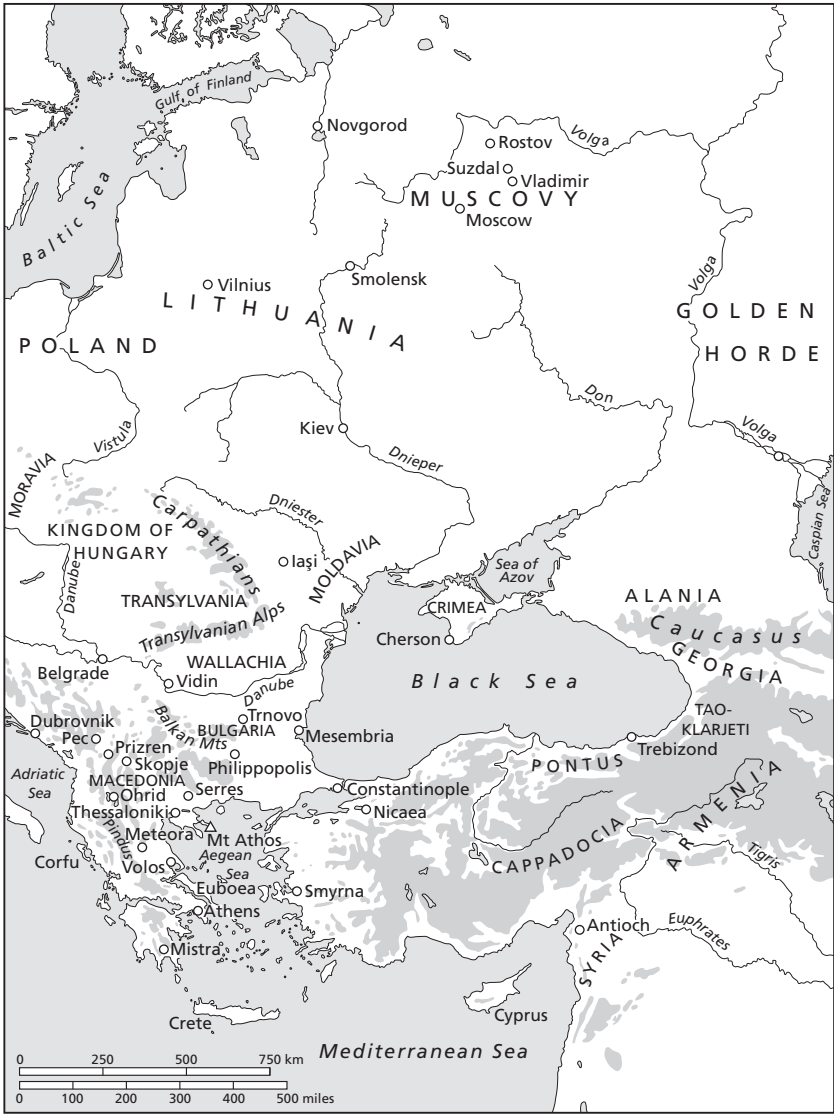 Gulf of Finland
Novgorod
Rostov
Volga
Suzdal
Vladimir
MUSCOVY
Moscow
Baltic Sea
Vilnius
Smolensk
Volga
LITHUANIA
GOLDEN
HORDE
POLAND
Don
Vistula
Kiev
Dnieper
Volga
MORAVIA
Carpathians
Dniester
Caspian Sea
KINGDOM OF
HUNGARY
Iaşi
MOLDAVIA
Sea of
Azov
Danube
TRANSYLVANIA
CRIMEA
ALANIA
Transylvanian Alps
Cherson
Caucasus
GEORGIA
WALLACHIA
Belgrade
Vidin
Danube
Black Sea
TAO-
KLARJETI
Dubrovnik
Pec
Balkan Mts
Trnovo
BULGARIA
Mesembria
Prizren
Skopje
Philippopolis
PONTUS
Trebizond
Adriatic
Sea
MACEDONIA
Ohrid
Serres
Constantinople
Nicaea
Thessaloniki
Pindus
Meteora
Mt Athos
ARMENIA
CAPPADOCIA
Corfu
Volos
Aegean
Sea
Tigris
Euboea
Smyrna
Athens
Antioch
Euphrates
Mistra
SYRIA
Crete
Cyprus
Mediterranean Sea
0 250 500 750 km
0 100 200 300 400 500 miles